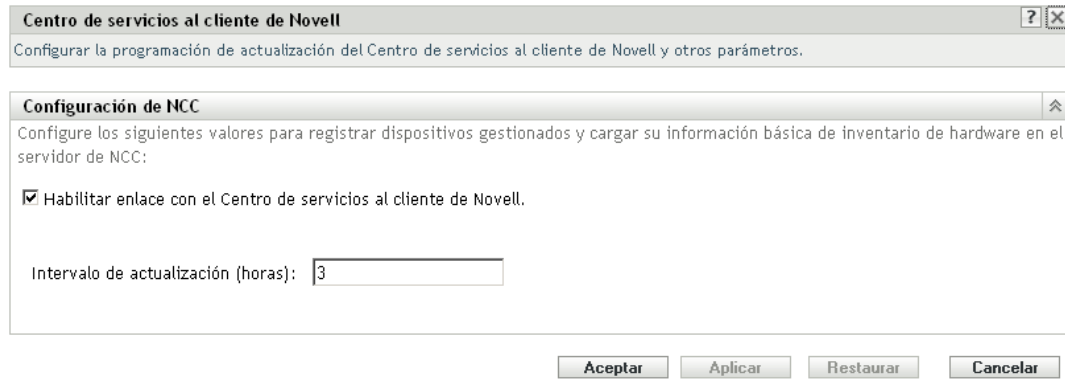 Centro de servicios al cliente de Novell
?
Configurar la programación de actualización del Centro de servicios al cliente de Novell y otros parámetros.
Configuración de NCC
Configure los siguientes valores para registrar dispositivos gestionados y cargar su información básica de inventario de hardware en el
servidor de NCC:
Habilitar enlace con el Centro de servicios al cliente de Novell.
Intervalo de actualización (horas): 3
Aceptar Aplicar Restaurar Cancelar